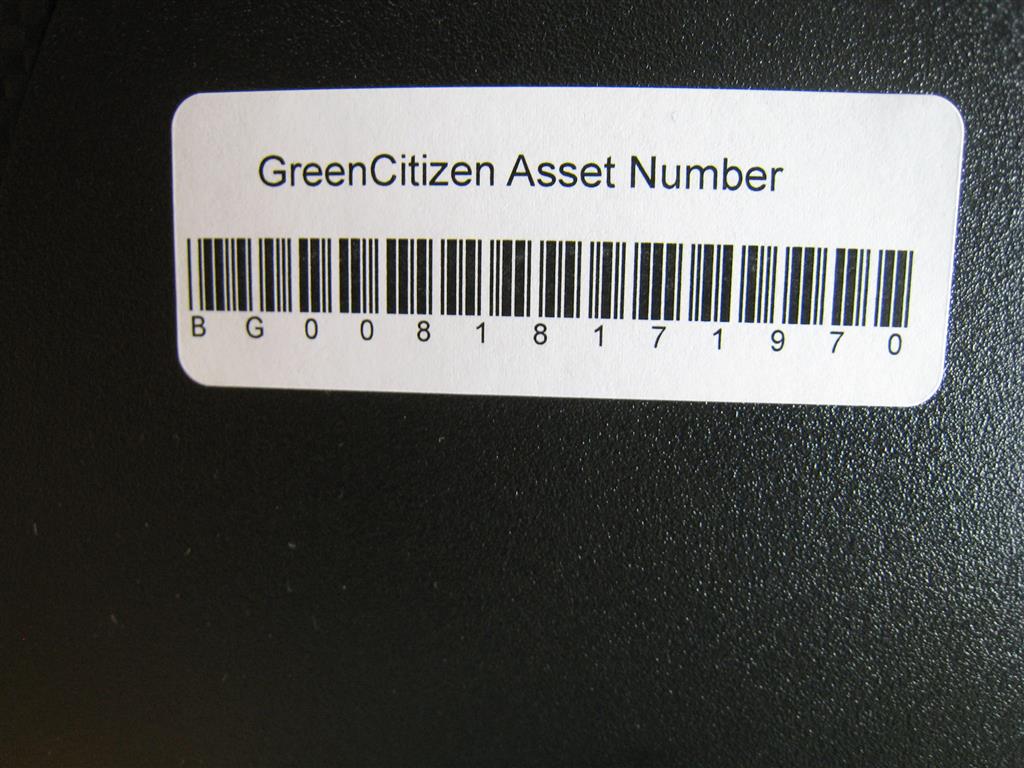 GreenCitizen Asset Number
B G 0 0 8 1 8 1 7 1 9 7 0